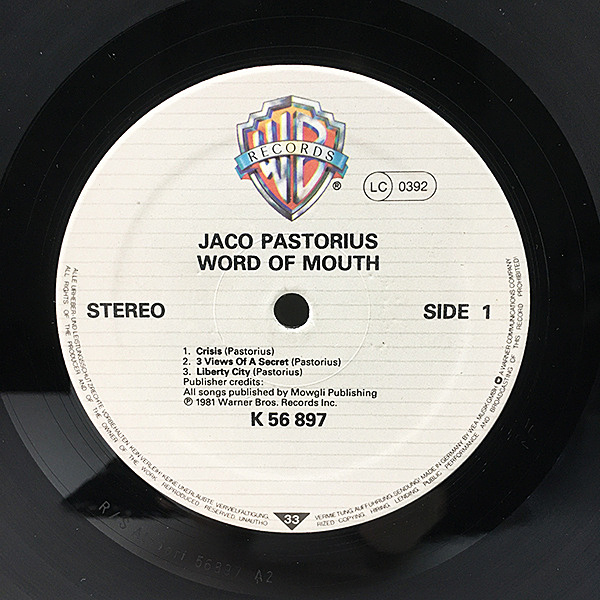 WB
RECORDS
®
LC 0392
JACO PASTORIUS
WORD OF MOUTH
STEREO
SIDE 1
1. Crisis (Pastorius)
2. 3 Views Of A Secret (Pastorius)
3. Liberty City (Pastorius)
Publisher credits:
All songs published by Mowgli Publishing
℗ 1981 Warner Bros. Records Inc.
K 56 897
33
ALLE URHEBER- UND LEISTUNGSSCHUTZRECHTE VORBEHALTEN. KEIN VERLEIH! KEINE UNERLAUBTE VERVIELFÄLTIGUNG, VERMIETUNG, AUFFÜHRUNG, SENDUNG! MADE IN GERMANY BY WEA MUSIK GMBH A WARNER COMMUNICATIONS COMPANY
ALL RIGHTS OF THE PRODUCER AND OF THE OWNER OF THE WORK REPRODUCED RESERVED. UNAUTHORIZED COPYING, HIRING, LENDING, PUBLIC PERFORMANCE AND BROADCASTING OF THIS RECORD PROHIBITED!
56897 A2